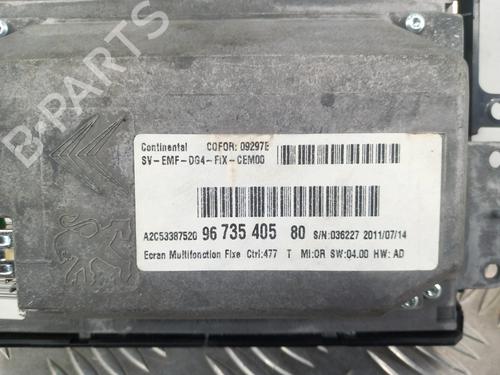 Continental COFOR: 09297E
SV-EMF-DG4-FIX-CEM00
A2C53387520 96 735 405 80 S/N:036227 2011/07/14
Ecran Multifonction Fixe Ctrl:477 T MI:OR SW:04.00 HW: AD
B-PARTS